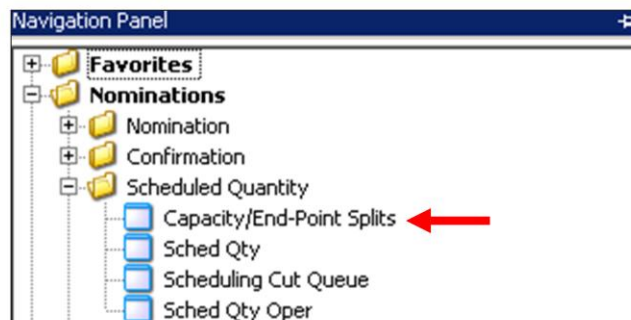 Navigation Panel
Favorites
Nominations
Nomination
Confirmation
Scheduled Quantity
Capacity/End-Point Splits
Sched Qty
Scheduling Cut Queue
Sched Qty Oper